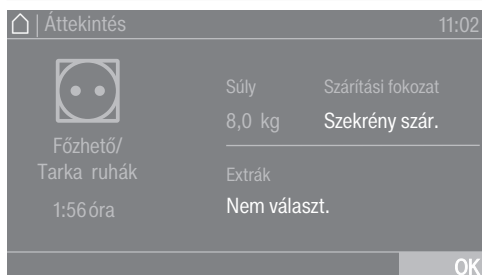 | Áttekintés 11:02
Súly Szárítási fokozat
8,0 kg Szekrény szár.
Főzhető/
Tarka ruhák
1:56 óra
Extrák
Nem választ.
OK